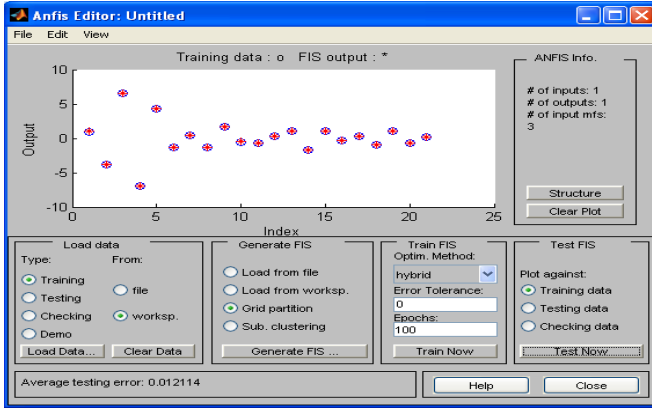 Anfis Editor: Untitled
File Edit View
Training data : o FIS output : *
10
5
0
-5
-10
Output
0 5 10 15 20 25
Index
ANFIS Info.
# of inputs: 1
# of outputs: 1
# of input mfs:
3
Structure
Clear Plot
Load data
Type: From:
Training
Testing
Checking
Demo
file
worksp.
Load Data... Clear Data
Generate FIS
Load from file
Load from worksp.
Grid partition
Sub. clustering
Generate FIS ...
Train FIS
Optim. Method:
hybrid
Error Tolerance:
0
Epochs:
100
Train Now
Test FIS
Plot against:
Training data
Testing data
Checking data
Test Now
Average testing error: 0.012114
Help Close